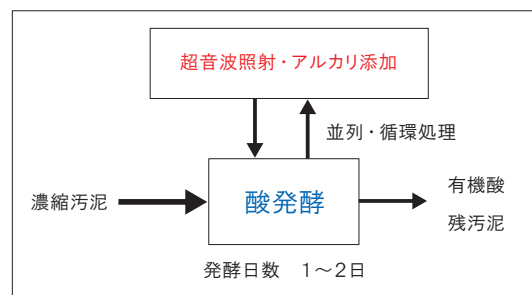 超音波照射・アルカリ添加
並列・循環処理
濃縮汚泥
酸発酵
有機酸
残汚泥
発酵日数　1～2日